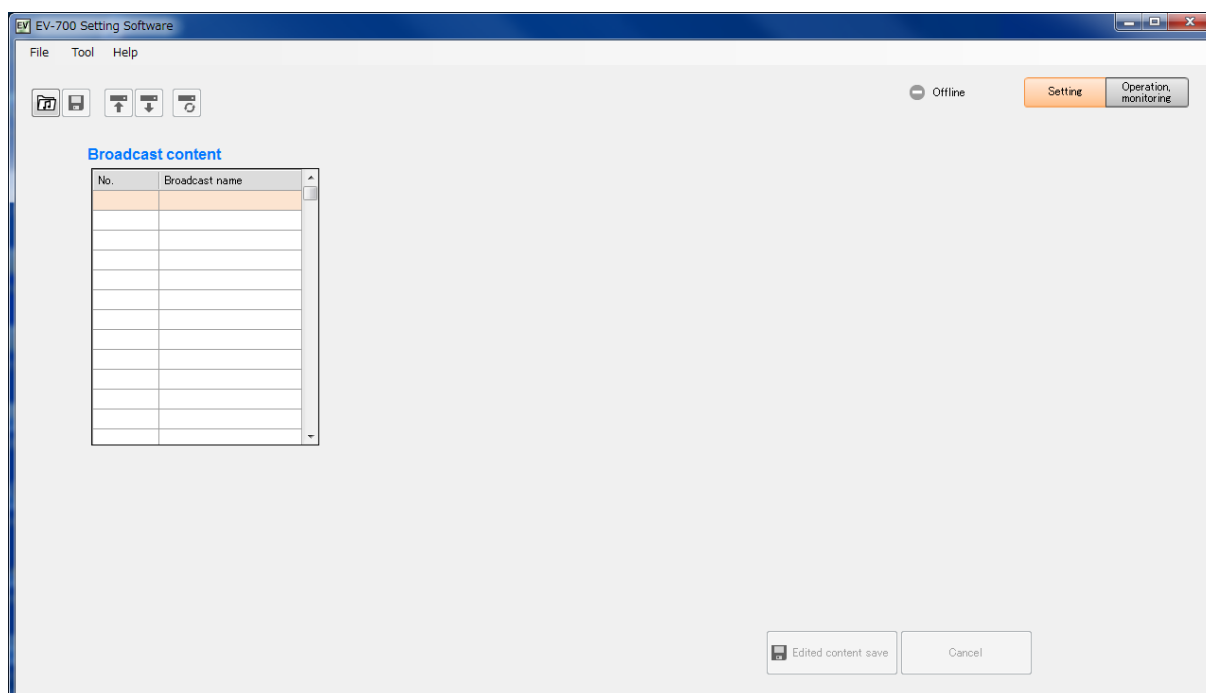 EV EV-700 Setting Software
File Tool Help
Offline
Setting
Operation,
monitoring
Broadcast content
No. Broadcast name
Edited content save
Cancel